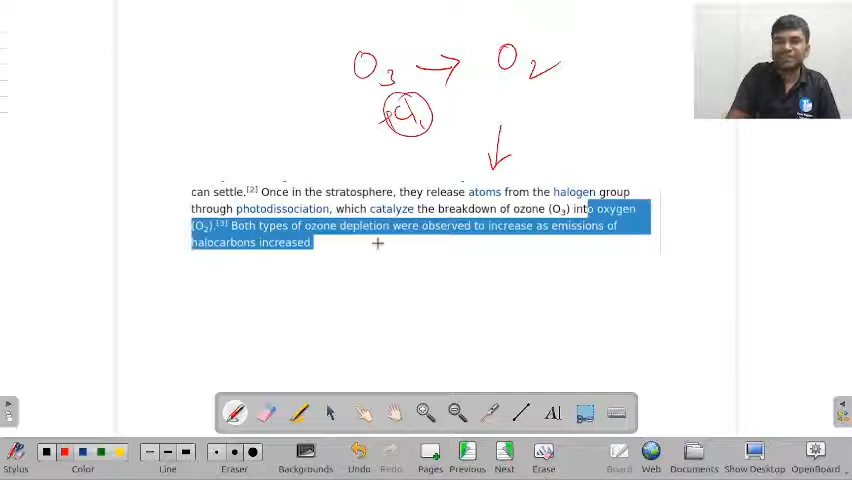 O3 → O2
Cl
can settle.[2] Once in the stratosphere, they release atoms from the halogen group
through photodissociation, which catalyze the breakdown of ozone (O3) into oxygen
(O2).[3] Both types of ozone depletion were observed to increase as emissions of
halocarbons increased.
Stylus
Color
Line
Eraser
Backgrounds
Undo
Redo
Pages
Previous
Next
Erase
Board
Web
Documents
Show Desktop
OpenBoard